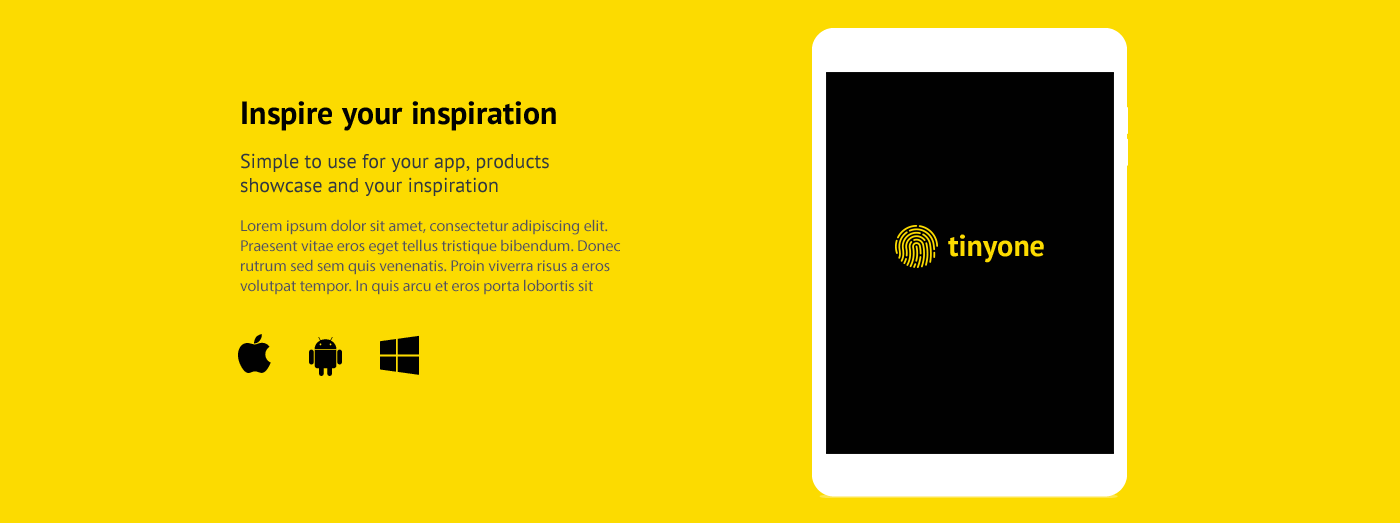 Inspire your inspiration
Simple to use for your app, products
showcase and your inspiration
Lorem ipsum dolor sit amet, consectetur adipiscing elit.
Praesent vitae eros eget tellus tristique bibendum. Donec
rutrum sed sem quis venenatis. Proin viverra risus a eros
volutpat tempor. In quis arcu et eros porta lobortis sit
tinyone